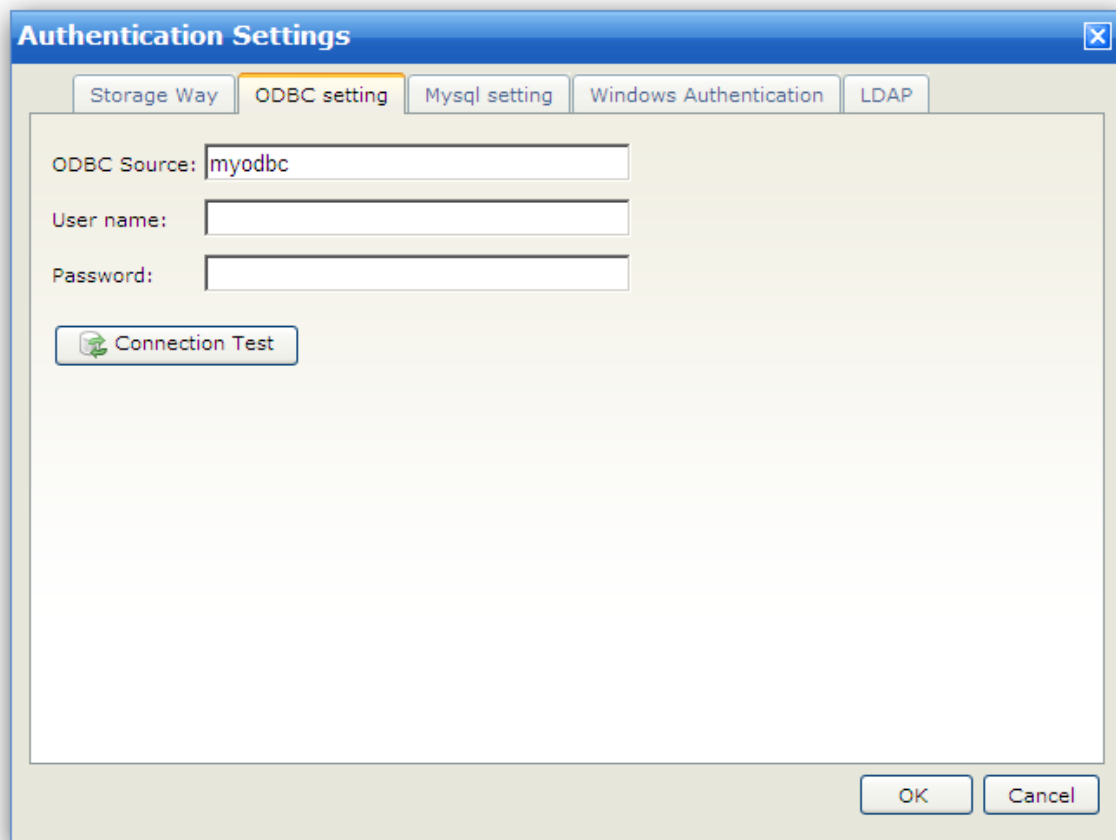 Authentication Settings
Storage Way ODBC setting Mysql setting Windows Authentication LDAP
ODBC Source: myodbc
User name:
Password:
Connection Test
OK Cancel